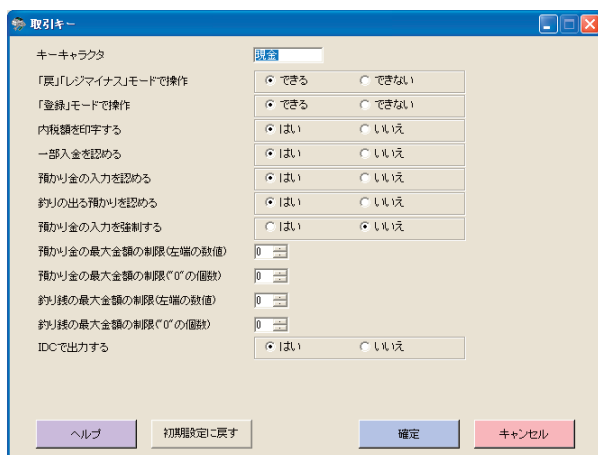 取引キー
キーキャラクタ 現金
「戻」「レジマイナス」モードで操作 できる できない
「登録」モードで操作 できる できない
内税額を印字する はい いいえ
一部入金を認める はい いいえ
預かり金の入力を認める はい いいえ
釣りの出る預かりを認める はい いいえ
預かり金の入力を強制する はい いいえ
預かり金の最大金額の制限(左端の数値) 0
預かり金の最大金額の制限("0"の個数) 0
釣り銭の最大金額の制限(左端の数値) 0
釣り銭の最大金額の制限("0"の個数) 0
IDCで出力する はい いいえ
ヘルプ 初期設定に戻す 確定 キャンセル